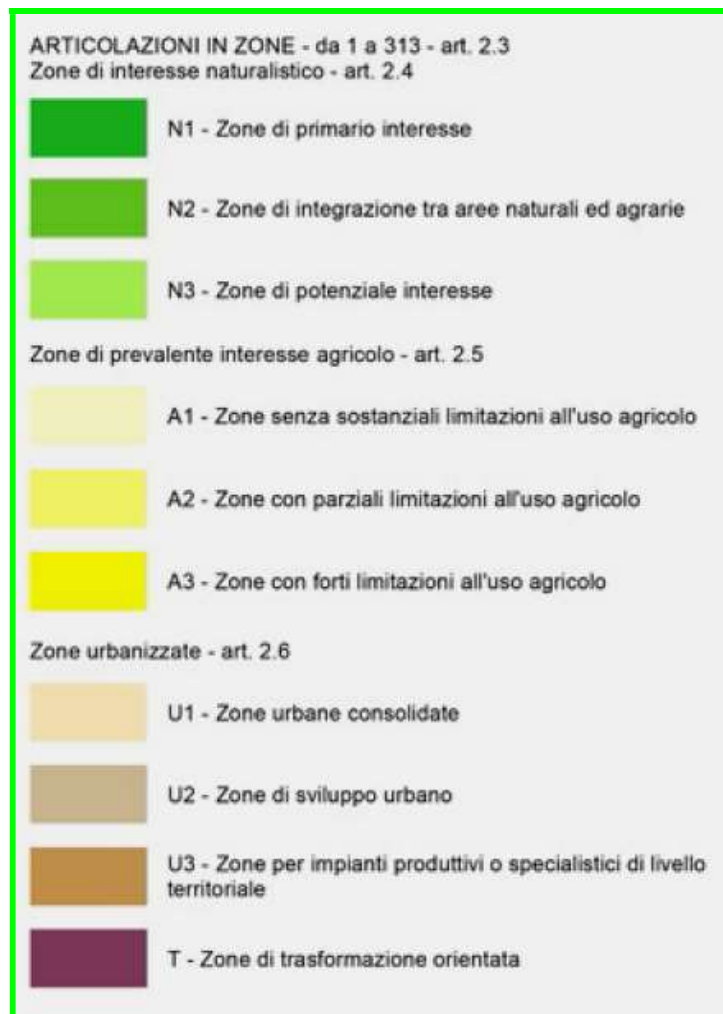 ARTICOLAZIONI IN ZONE - da 1 a 313 - art. 2.3
Zone di interesse naturalistico - art. 2.4
N1 - Zone di primario interesse
N2 - Zone di integrazione tra aree naturali ed agrarie
N3 - Zone di potenziale interesse
Zone di prevalente interesse agricolo - art. 2.5
A1 - Zone senza sostanziali limitazioni all'uso agricolo
A2 - Zone con parziali limitazioni all'uso agricolo
A3 - Zone con forti limitazioni all'uso agricolo
Zone urbanizzate - art. 2.6
U1 - Zone urbane consolidate
U2 - Zone di sviluppo urbano
U3 - Zone per impianti produttivi o specialistici di livello
territoriale
T - Zone di trasformazione orientata